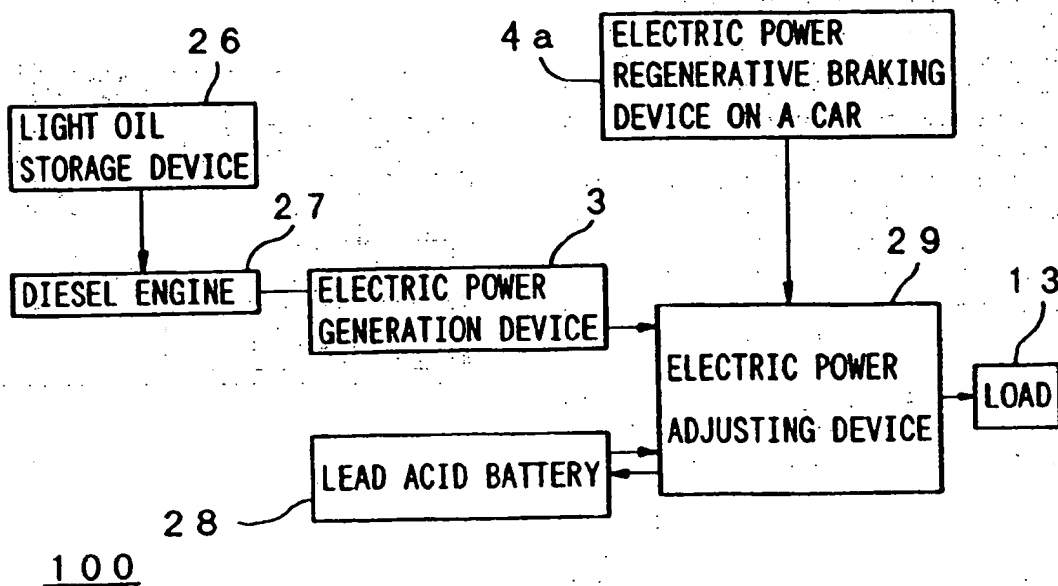 26
LIGHT OIL
STORAGE DEVICE
4a
ELECTRIC POWER
REGENERATIVE BRAKING
DEVICE ON A CAR
27
DIESEL ENGINE
3
ELECTRIC POWER
GENERATION DEVICE
29
ELECTRIC POWER
ADJUSTING DEVICE
13
LOAD
LEAD ACID BATTERY
28
100